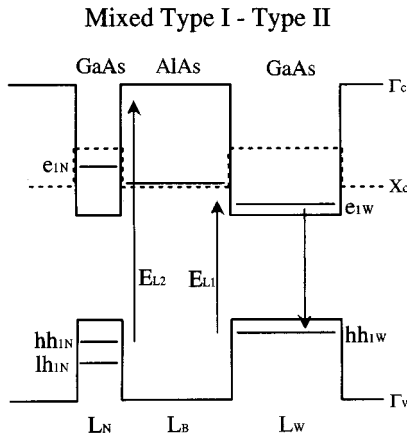 Mixed Type I - Type II
GaAs AlAs GaAs
Γc
e1N
Xc
e1W
EL2 EL1
hh1N hh1W
lh1N
Γv
LN LB LW